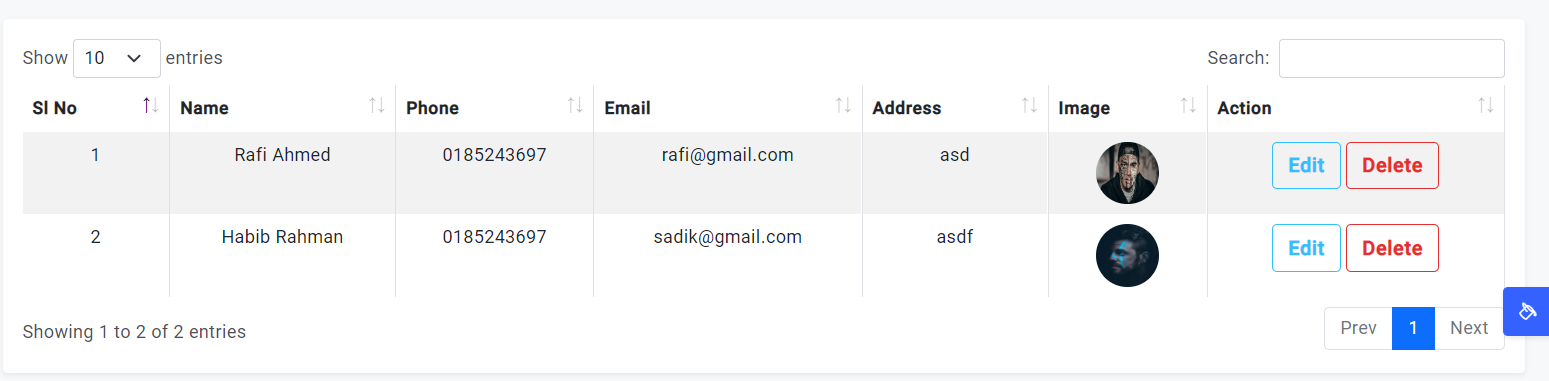 Show 10 entries Search:
Sl No Name Phone Email Address Image Action
1 Rafi Ahmed 0185243697 rafi@gmail.com asd Edit Delete
2 Habib Rahman 0185243697 sadik@gmail.com asdf Edit Delete
Showing 1 to 2 of 2 entries Prev 1 Next